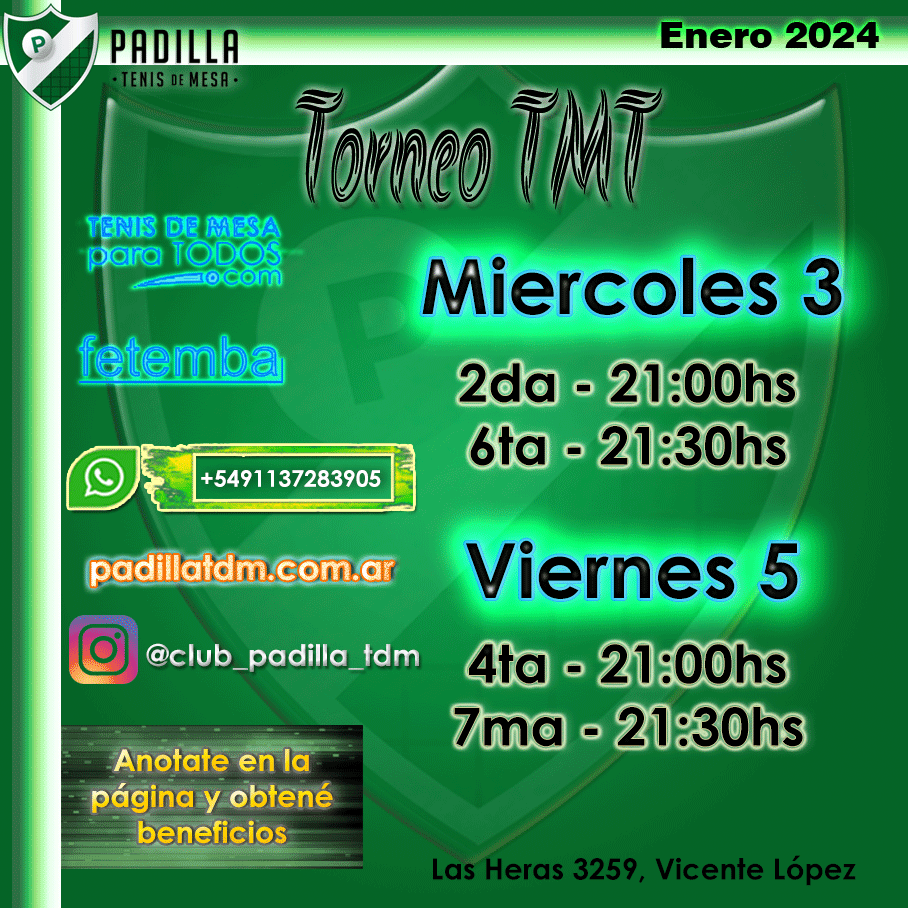 P
PADILLA
·TENIS DE MESA·
Enero 2024
Torneo TMT
TENIS DE MESA
para TODOS
.com
fetemba
+5491137283905
padillatdm.com.ar
@club_padilla_tdm
Anotate en la
página y obtené
beneficios
Miercoles 3
2da - 21:00hs
6ta - 21:30hs
Viernes 5
4ta - 21:00hs
7ma - 21:30hs
Las Heras 3259, Vicente López
P